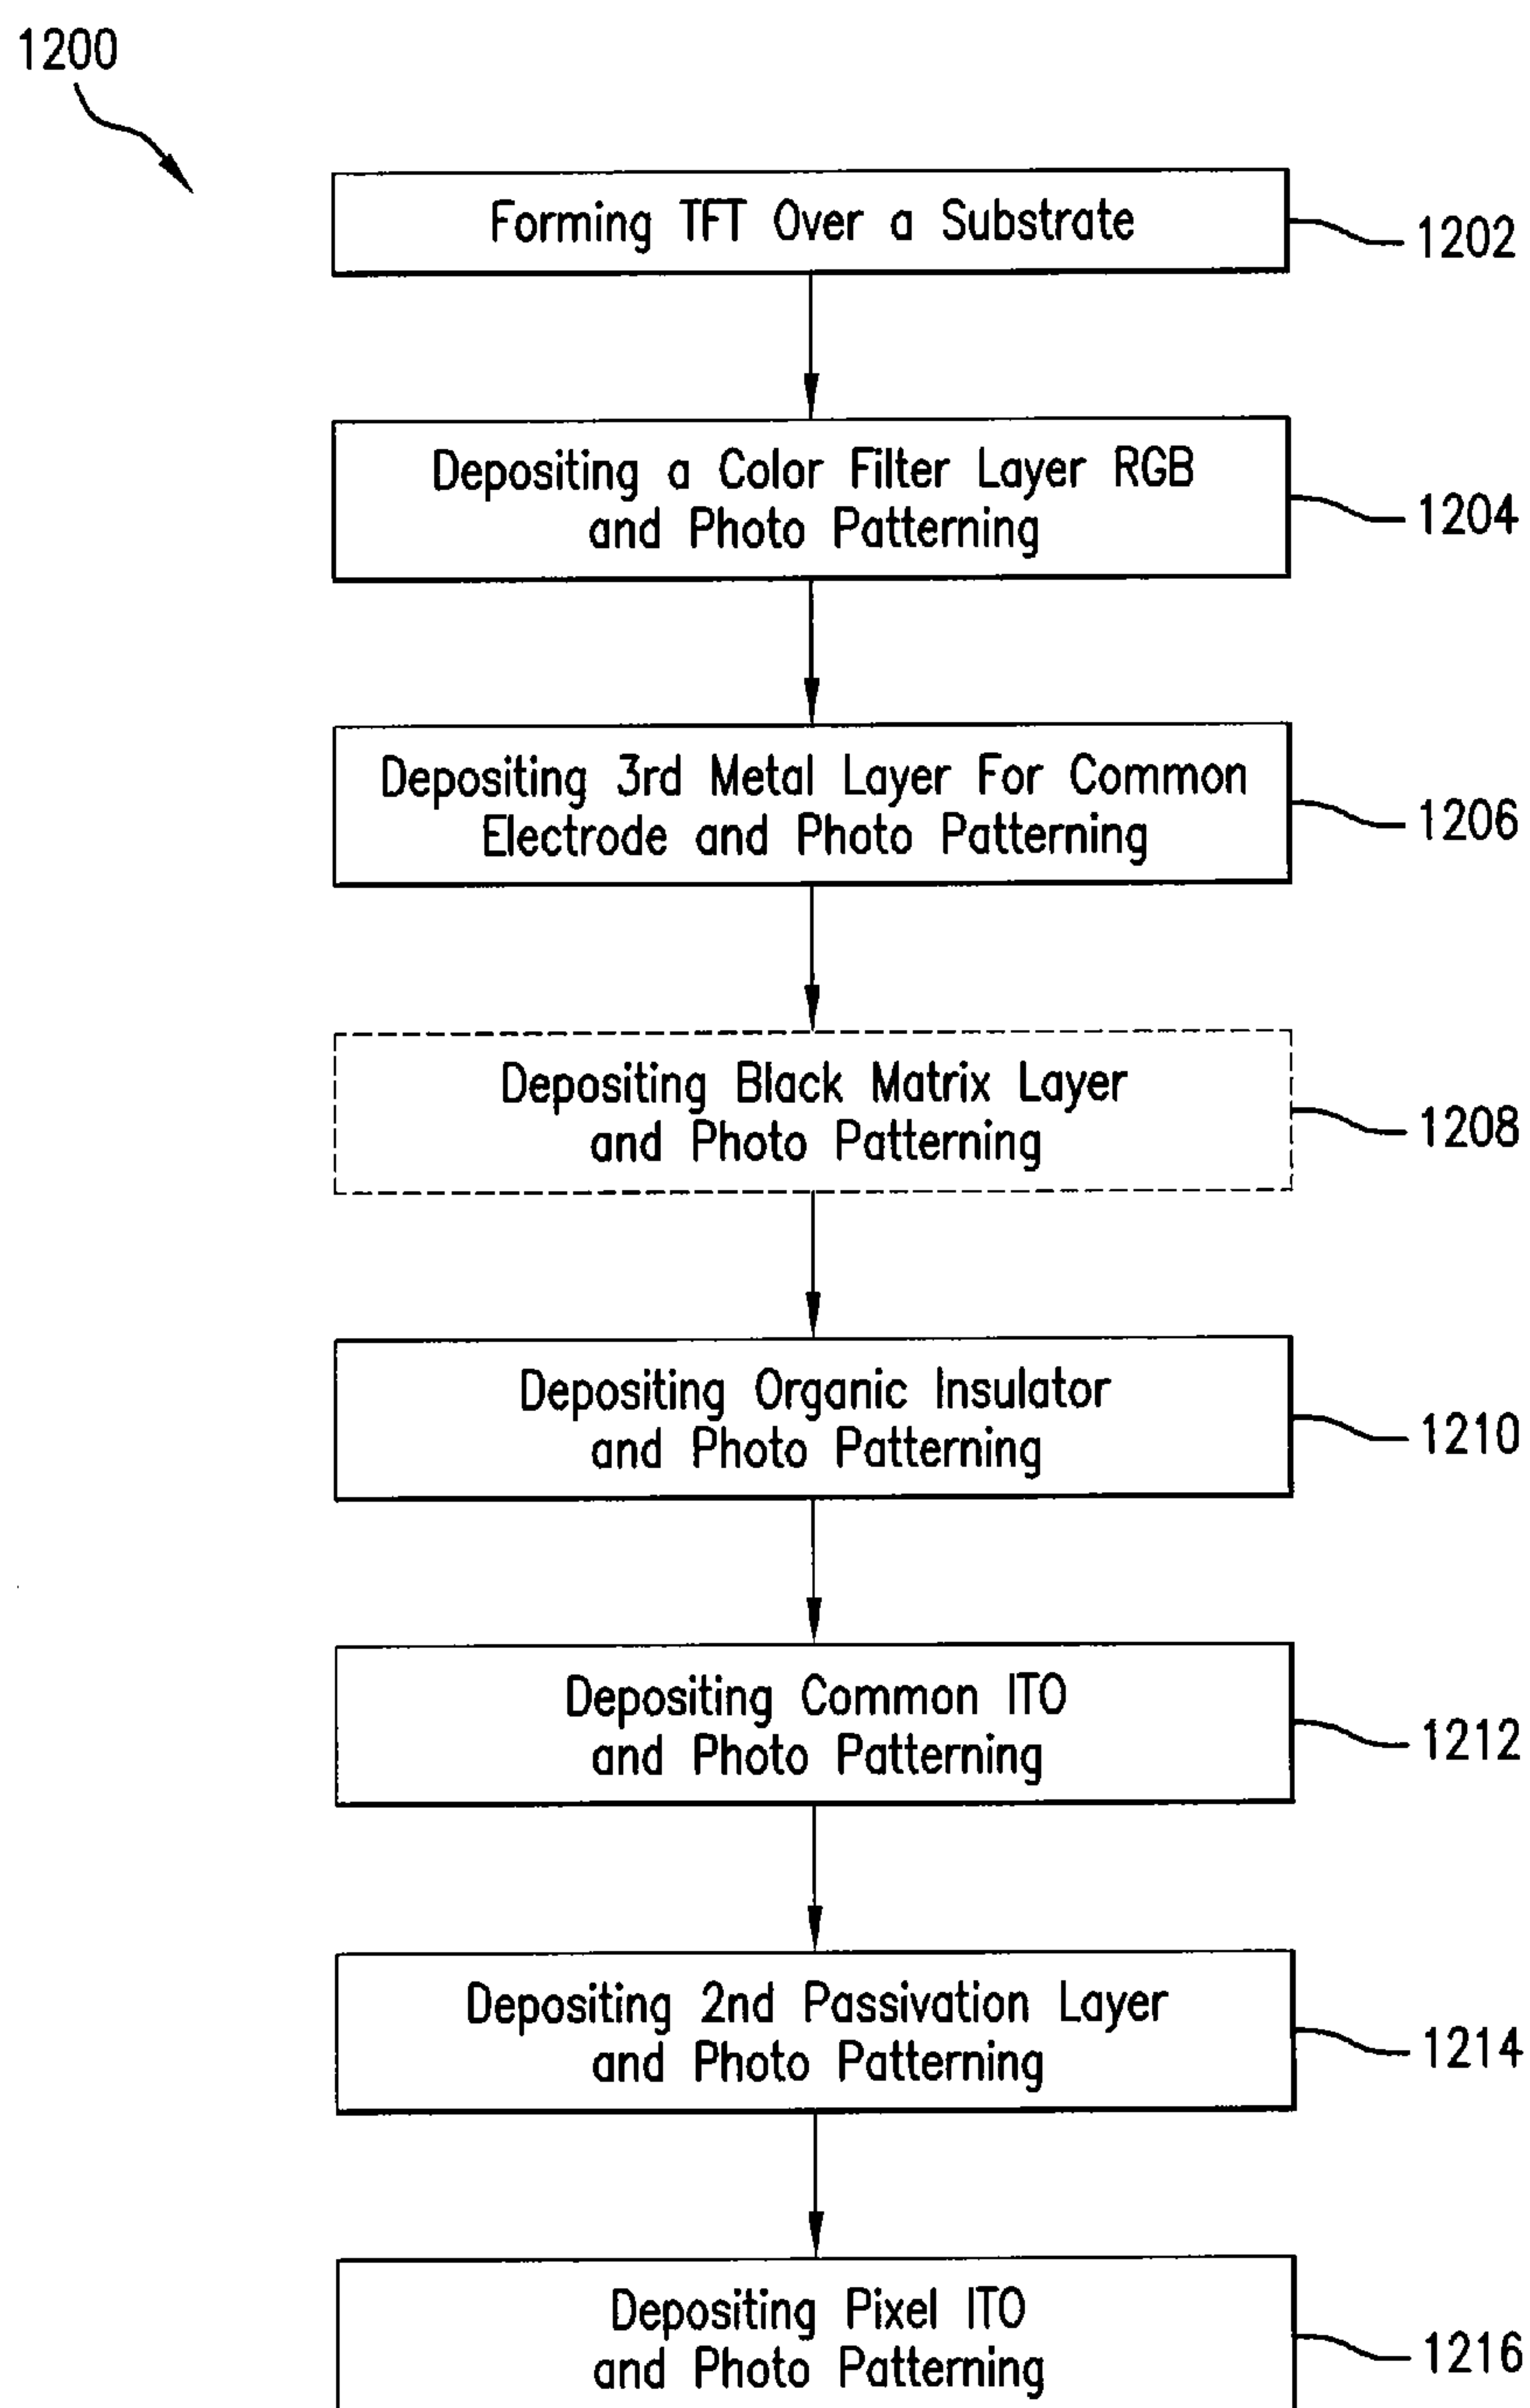 1200
Forming TFT Over a Substrate
1202
Depositing a Color Filter Layer RGB
and Photo Patterning
1204
Depositing 3rd Metal Layer For Common
Electrode and Photo Patterning
1206
Depositing Black Matrix Layer
and Photo Patterning
1208
Depositing Organic Insulator
and Photo Patterning
1210
Depositing Common ITO
and Photo Patterning
1212
Depositing 2nd Passivation Layer
and Photo Patterning
1214
Depositing Pixel ITO
and Photo Patterning
1216